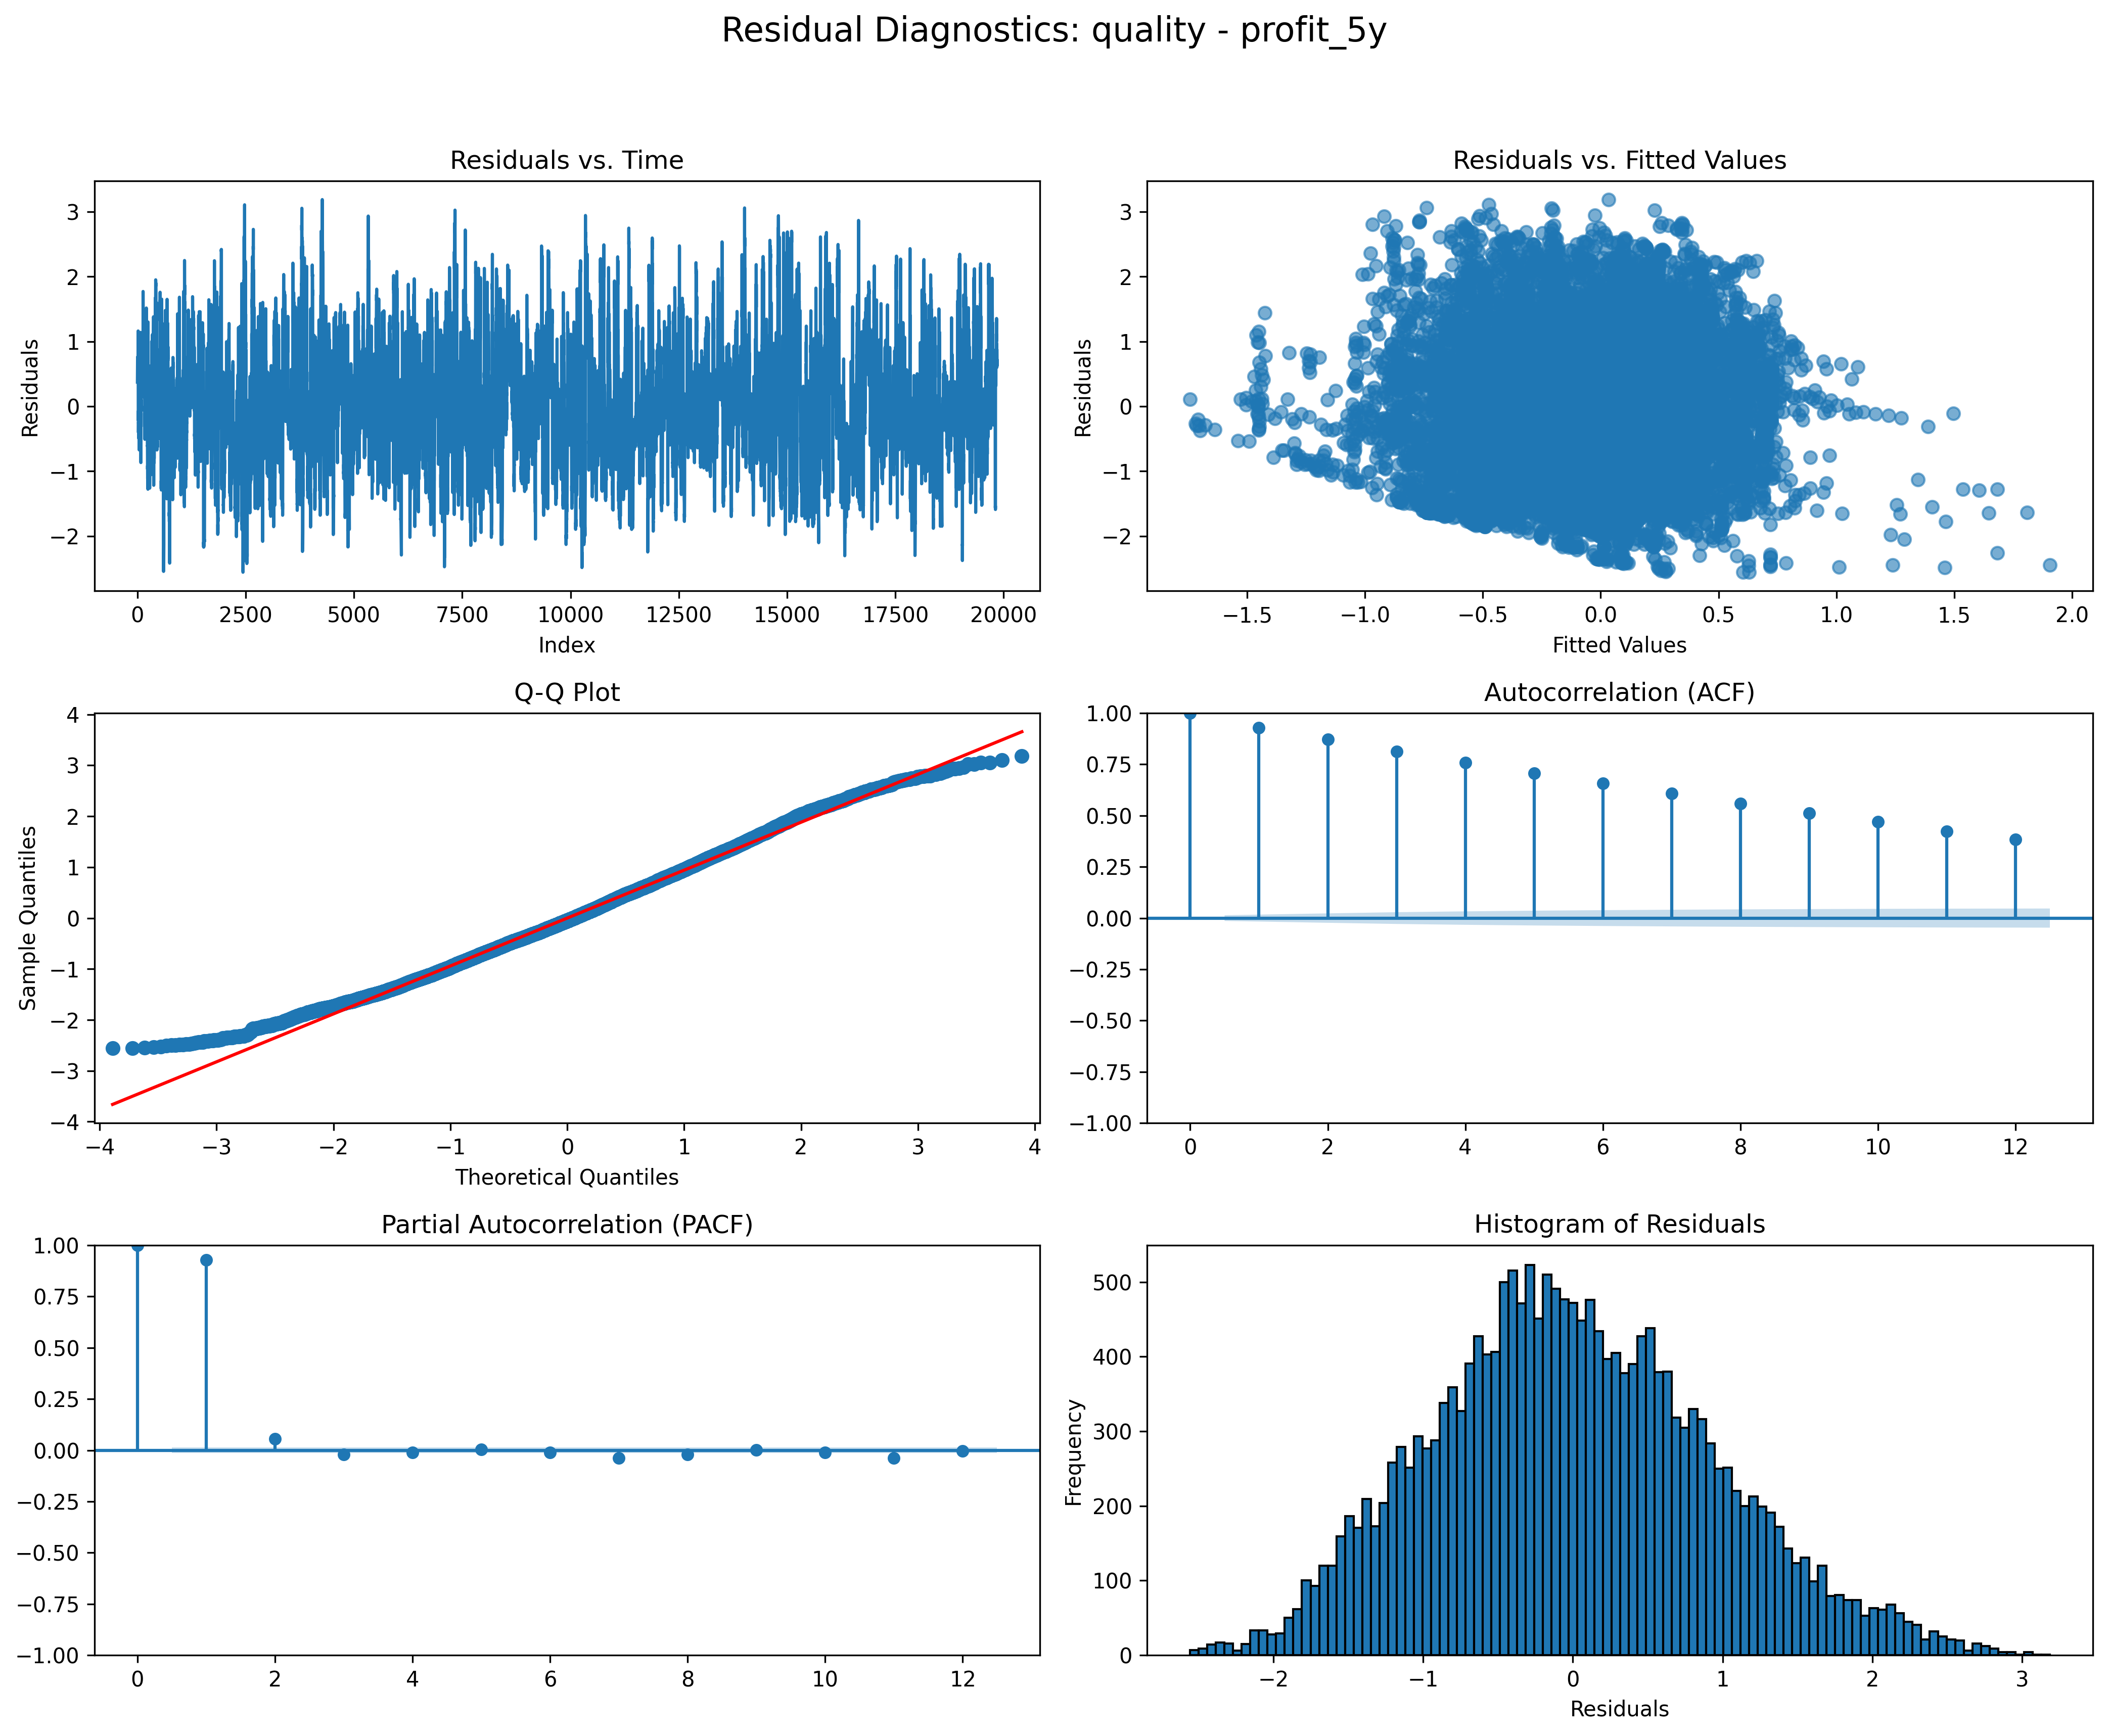 Residual Diagnostics: quality - profit_5y
Residuals vs. Time
Residuals
3
2
1
0
−1
−2
0 2500 5000 7500 10000 12500 15000 17500 20000
Index
Residuals vs. Fitted Values
Residuals
3
2
1
0
−1
−2
−1.5 −1.0 −0.5 0.0 0.5 1.0 1.5 2.0
Fitted Values
Q-Q Plot
Sample Quantiles
4
3
2
1
0
−1
−2
−3
−4
−4 −3 −2 −1 0 1 2 3 4
Theoretical Quantiles
Autocorrelation (ACF)
1.00
0.75
0.50
0.25
0.00
−0.25
−0.50
−0.75
−1.00
0 2 4 6 8 10 12
Partial Autocorrelation (PACF)
1.00
0.75
0.50
0.25
0.00
−0.25
−0.50
−0.75
−1.00
0 2 4 6 8 10 12
Histogram of Residuals
Frequency
500
400
300
200
100
0
−2 −1 0 1 2 3
Residuals